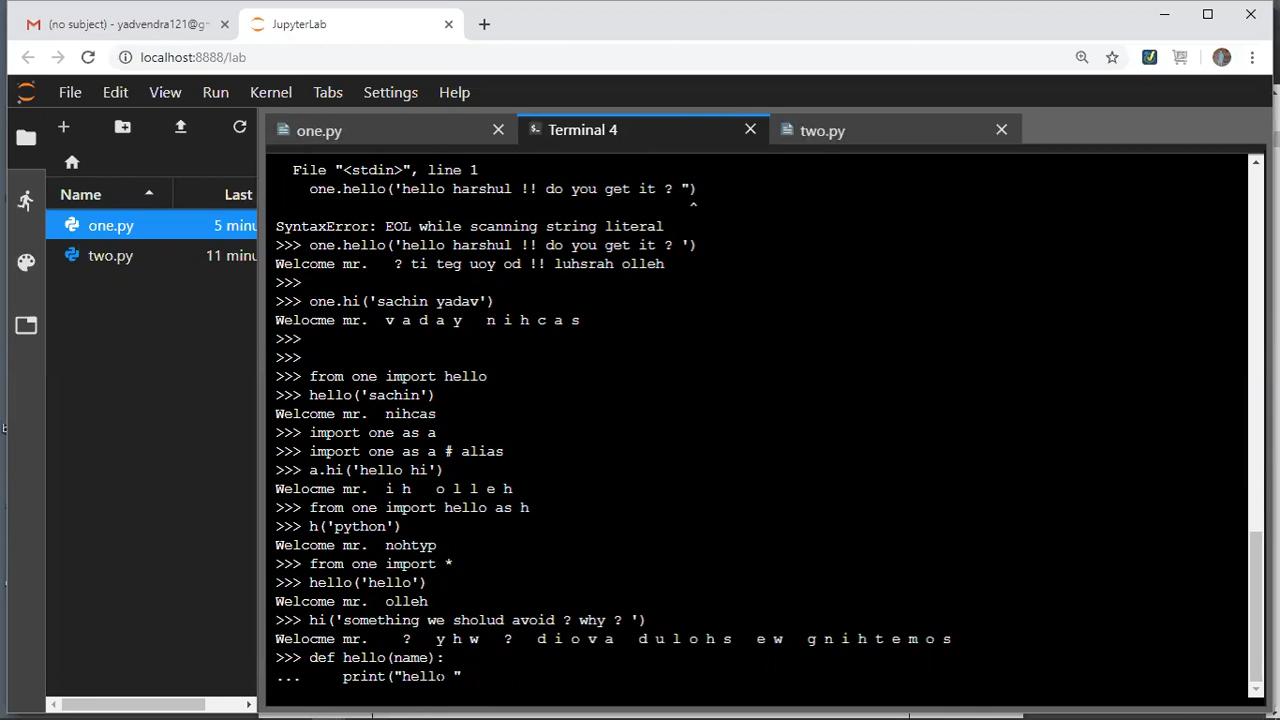 (no subject) - yadvendra121@g
JupyterLab
localhost:8888/lab
File Edit View Run Kernel Tabs Settings Help
one.py
Terminal 4
two.py
Name
Last
one.py 5 minu
two.py 11 minu
File "<stdin>", line 1
one.hello('hello harshul !! do you get it ? ")
^
SyntaxError: EOL while scanning string literal
>>> one.hello('hello harshul !! do you get it ? ')
Welcome mr.   ? ti teg uoy od !! luhsrah olleh
>>>
>>> one.hi('sachin yadav')
Welocme mr.  v a d a y   n i h c a s
>>>
>>>
>>> from one import hello
>>> hello('sachin')
Welcome mr.  nihcas
>>> import one as a
>>> import one as a # alias
>>> a.hi('hello hi')
Welocme mr.  i h   o l l e h
>>> from one import hello as h
>>> h('python')
Welcome mr.  nohtyp
>>> from one import *
>>> hello('hello')
Welcome mr.  olleh
>>> hi('something we sholud avoid ? why ? ')
Welocme mr.    ?   y h w   ?   d i o v a   d u l o h s   e w   g n i h t e m o s
>>> def hello(name):
...     print("hello "